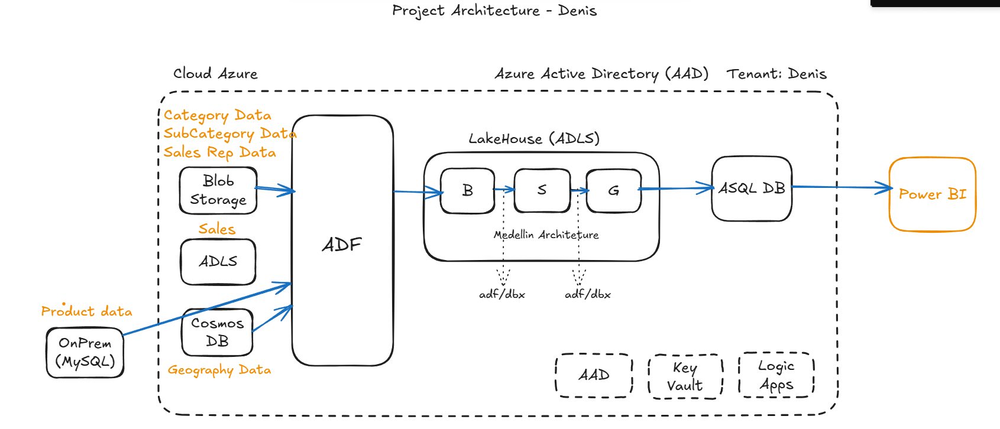 Project Architecture - Denis
Cloud Azure
Azure Active Directory (AAD)
Tenant: Denis
Category Data
SubCategory Data
Sales Rep Data
Blob
Storage
Sales
ADLS
Product data
OnPrem
(MySQL)
Cosmos
DB
Geography Data
ADF
LakeHouse (ADLS)
B
S
G
Medellin Architeture
adf/dbx
adf/dbx
ASQL DB
Power BI
AAD
Key
Vault
Logic
Apps